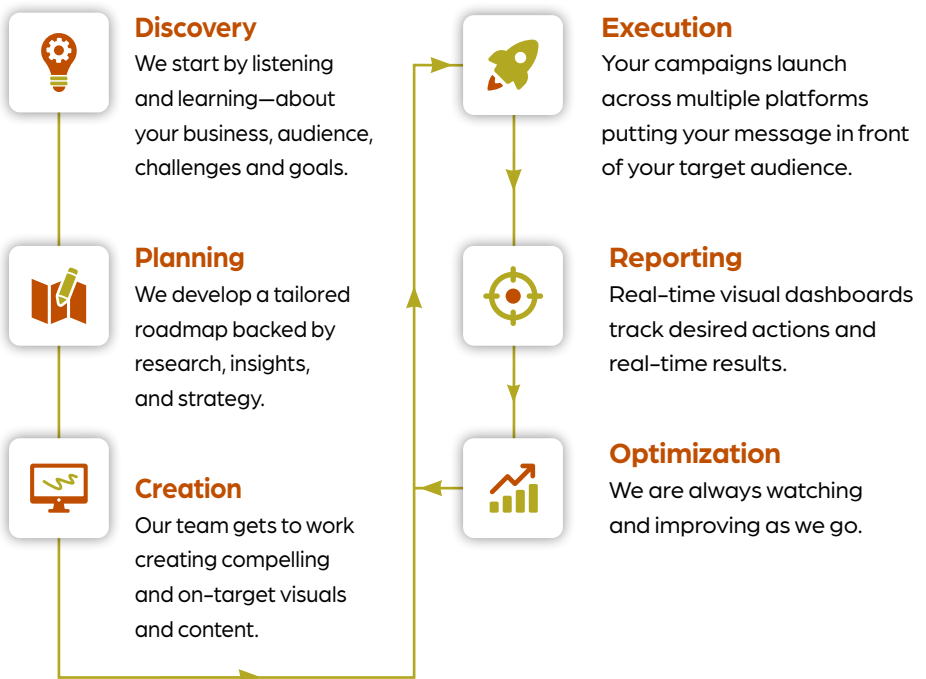 Discovery
We start by listening
and learning—about
your business, audience,
challenges and goals.
Planning
We develop a tailored
roadmap backed by
research, insights,
and strategy.
Creation
Our team gets to work
creating compelling
and on-target visuals
and content.
Execution
Your campaigns launch
across multiple platforms
putting your message in front
of your target audience.
Reporting
Real-time visual dashboards
track desired actions and
real-time results.
Optimization
We are always watching
and improving as we go.